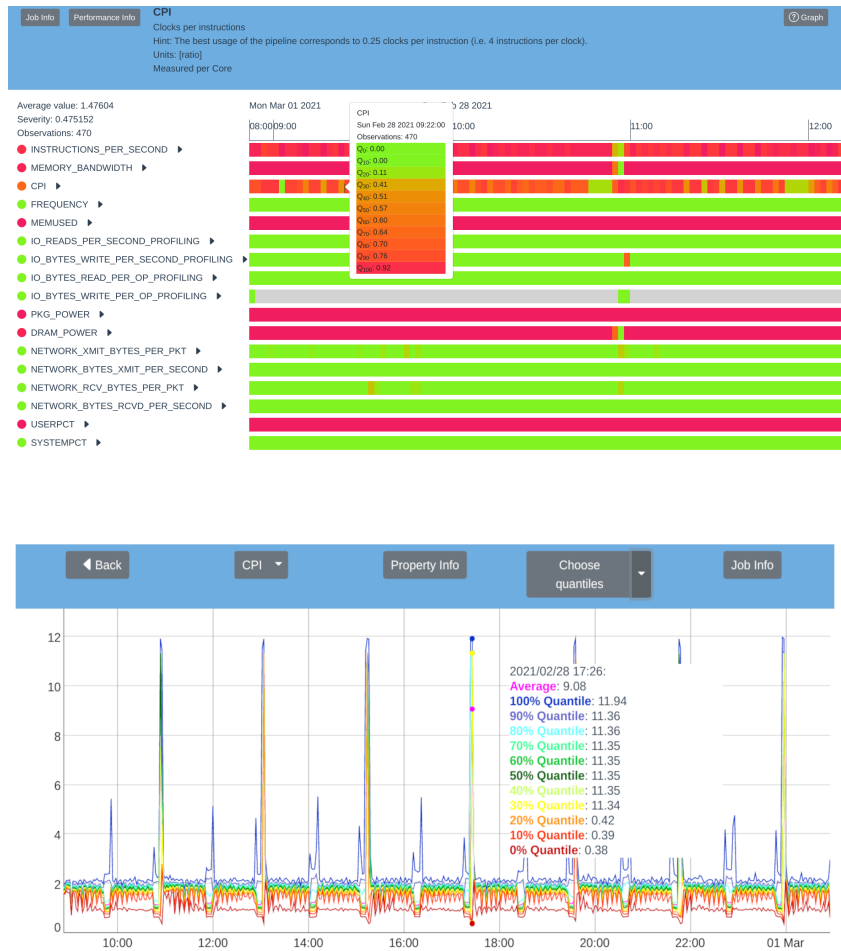 Job Info
Performance Info
CPI
Graph
Clocks per instructions
Hint: The best usage of the pipeline corresponds to 0.25 clocks per instruction (i.e. 4 instructions per clock).
Units: [ratio]
Measured per Core
Average value: 1.47604
Severity: 0.475152
Observations: 470
Mon Mar 01 2021
b 28 2021
08:00
09:00
10:00
11:00
12:00
CPI
Sun Feb 28 2021 09:22:00
Observations: 470
Q₀: 0.00
Q₁₀: 0.00
Q₂₀: 0.11
Q₃₀: 0.41
Q₄₀: 0.51
Q₅₀: 0.57
Q₆₀: 0.60
Q₇₀: 0.64
Q₈₀: 0.70
Q₉₀: 0.76
Q₁₀₀: 0.92
INSTRUCTIONS_PER_SECOND
MEMORY_BANDWIDTH
CPI
FREQUENCY
MEMUSED
IO_READS_PER_SECOND_PROFILING
IO_BYTES_WRITE_PER_SECOND_PROFILING
IO_BYTES_READ_PER_OP_PROFILING
IO_BYTES_WRITE_PER_OP_PROFILING
PKG_POWER
DRAM_POWER
NETWORK_XMIT_BYTES_PER_PKT
NETWORK_BYTES_XMIT_PER_SECOND
NETWORK_RCV_BYTES_PER_PKT
NETWORK_BYTES_RCVD_PER_SECOND
USERPCT
SYSTEMPCT
Back
CPI
Property Info
Choose
quantiles
Job Info
12
10
8
6
4
2
0
2021/02/28 17:26:
Average: 9.08
100% Quantile: 11.94
90% Quantile: 11.36
80% Quantile: 11.36
70% Quantile: 11.35
60% Quantile: 11.35
50% Quantile: 11.35
40% Quantile: 11.35
30% Quantile: 11.34
20% Quantile: 0.42
10% Quantile: 0.39
0% Quantile: 0.38
10:00
12:00
14:00
16:00
18:00
20:00
22:00
01 Mar